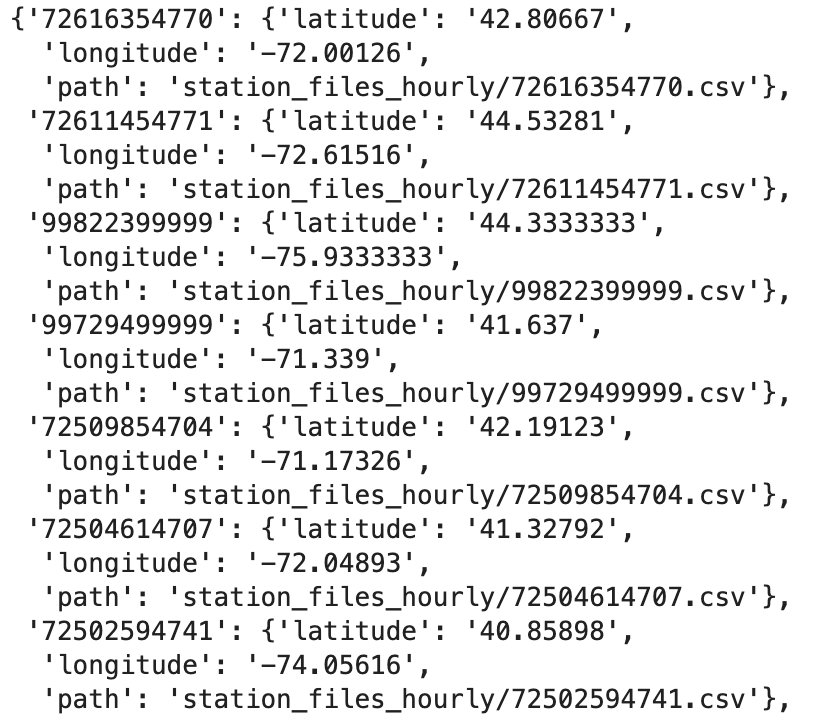 {'72616354770': {'latitude': '42.80667',
'longitude': '-72.00126',
'path': 'station_files_hourly/72616354770.csv'},
'72611454771': {'latitude': '44.53281',
'longitude': '-72.61516',
'path': 'station_files_hourly/72611454771.csv'},
'99822399999': {'latitude': '44.3333333',
'longitude': '-75.9333333',
'path': 'station_files_hourly/99822399999.csv'},
'99729499999': {'latitude': '41.637',
'longitude': '-71.339',
'path': 'station_files_hourly/99729499999.csv'},
'72509854704': {'latitude': '42.19123',
'longitude': '-71.17326',
'path': 'station_files_hourly/72509854704.csv'},
'72504614707': {'latitude': '41.32792',
'longitude': '-72.04893',
'path': 'station_files_hourly/72504614707.csv'},
'72502594741': {'latitude': '40.85898',
'longitude': '-74.05616',
'path': 'station_files_hourly/72502594741.csv'},